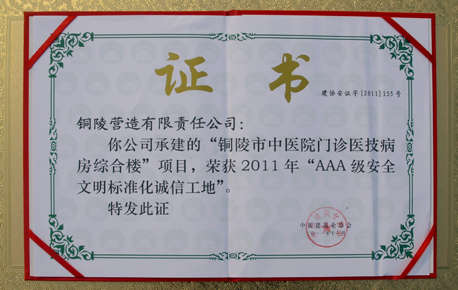 证书
建协安证字[2011]155号
铜陵营造有限责任公司：
你公司承建的“铜陵市中医院门诊医技病
房综合楼”项目，荣获2011年“AAA级安全
文明标准化诚信工地”。
特发此证